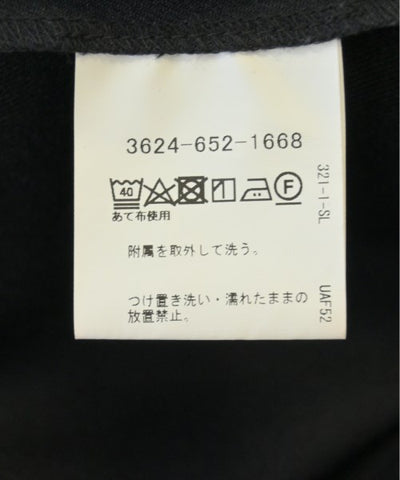 3624-652-1668
40
F
あて布使用
附属を取外して洗う。
つけ置き洗い・濡れたままの
放置禁止。
321-1-SL
UAF52